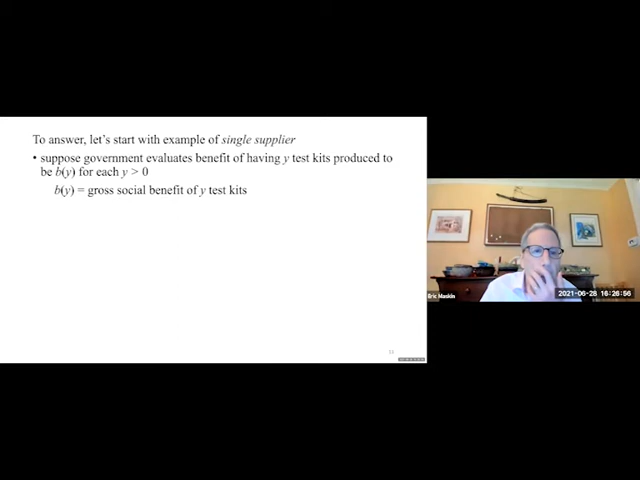 To answer, let's start with example of single supplier
• suppose government evaluates benefit of having y test kits produced to
be b(y) for each y > 0
b(y) = gross social benefit of y test kits
Eric Maskin
2021-06-28 16:26:56